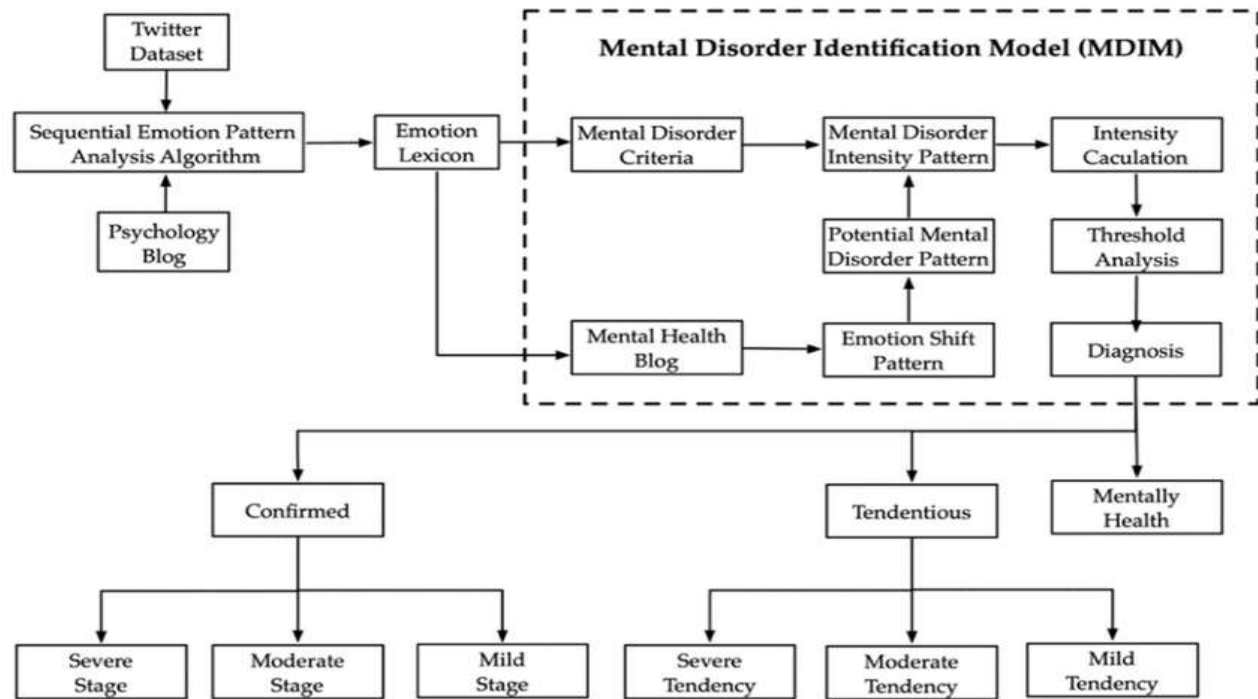 Twitter
Dataset
Mental Disorder Identification Model (MDIM)
Sequential Emotion Pattern
Analysis Algorithm
Emotion
Lexicon
Mental Disorder
Criteria
Mental Disorder
Intensity Pattern
Intensity
Caculation
Psychology
Blog
Potential Mental
Disorder Pattern
Threshold
Analysis
Mental Health
Blog
Emotion Shift
Pattern
Diagnosis
Confirmed
Tendentious
Mentally
Health
Severe
Stage
Moderate
Stage
Mild
Stage
Severe
Tendency
Moderate
Tendency
Mild
Tendency